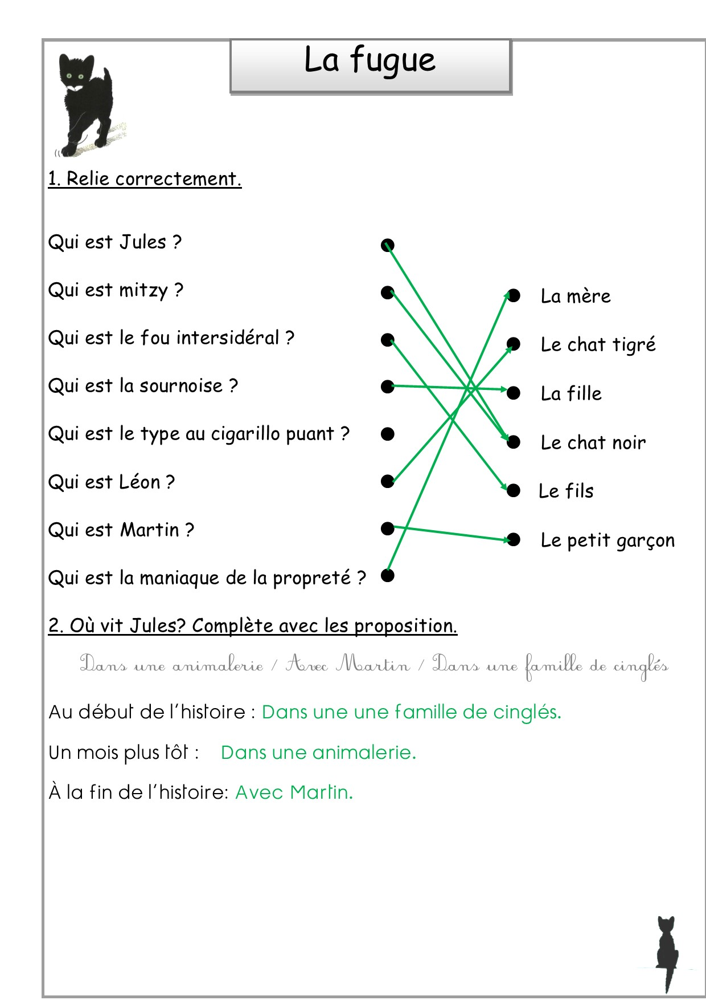 La fugue
1. Relie correctement.
Qui est Jules ?
Qui est mitzy ?
La mère
Qui est le fou intersidéral ?
Le chat tigré
Qui est la sournoise ?
La fille
Qui est le type au cigarillo puant ?
Le chat noir
Qui est Léon ?
Le fils
Qui est Martin ?
Le petit garçon
Qui est la maniaque de la propreté ?
2. Où vit Jules? Complète avec les proposition.
Dans une animalerie / Avec Martin / Dans une famille de cinglés
Au début de l'histoire : Dans une une famille de cinglés.
Un mois plus tôt : Dans une animalerie.
À la fin de l'histoire: Avec Martin.